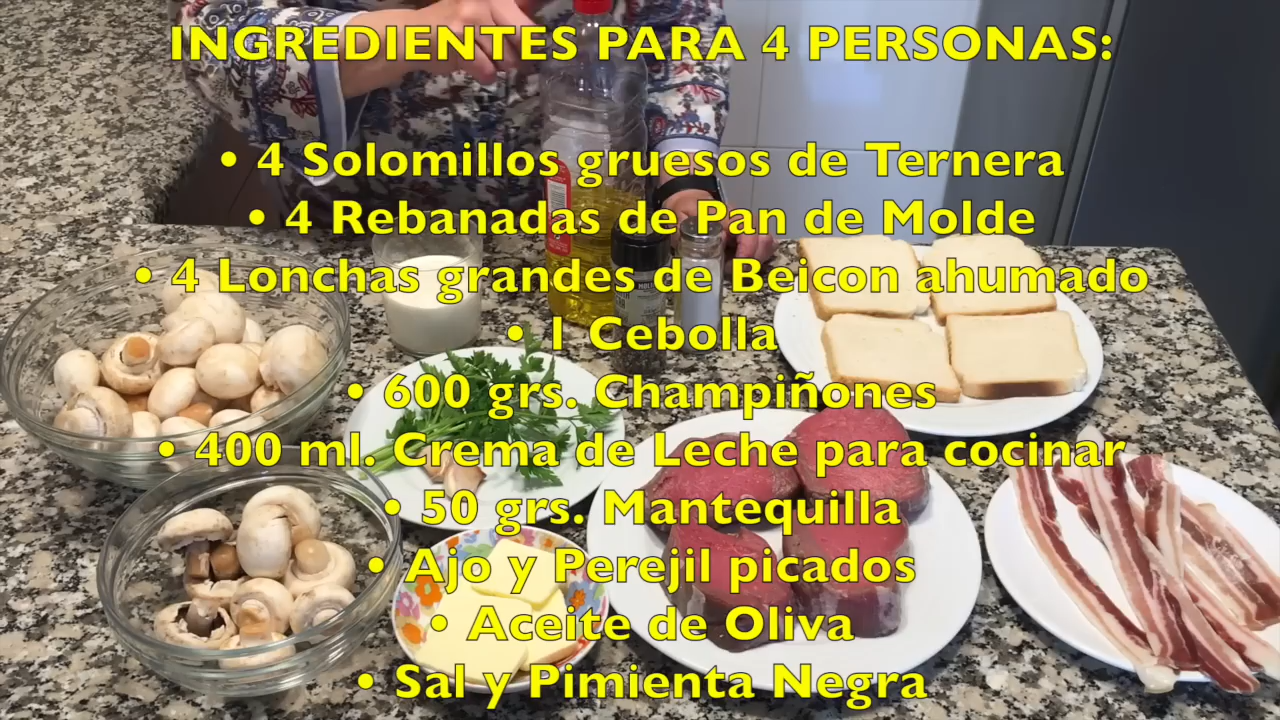 INGREDIENTES PARA 4 PERSONAS:
• 4 Solomillos gruesos de Ternera
• 4 Rebanadas de Pan de Molde
• 4 Lonchas grandes de Beicon ahumado
• 1 Cebolla
• 600 grs. Champiñones
• 400 ml. Crema de Leche para cocinar
• 50 grs. Mantequilla
• Ajo y Perejil picados
• Aceite de Oliva
• Sal y Pimienta Negra